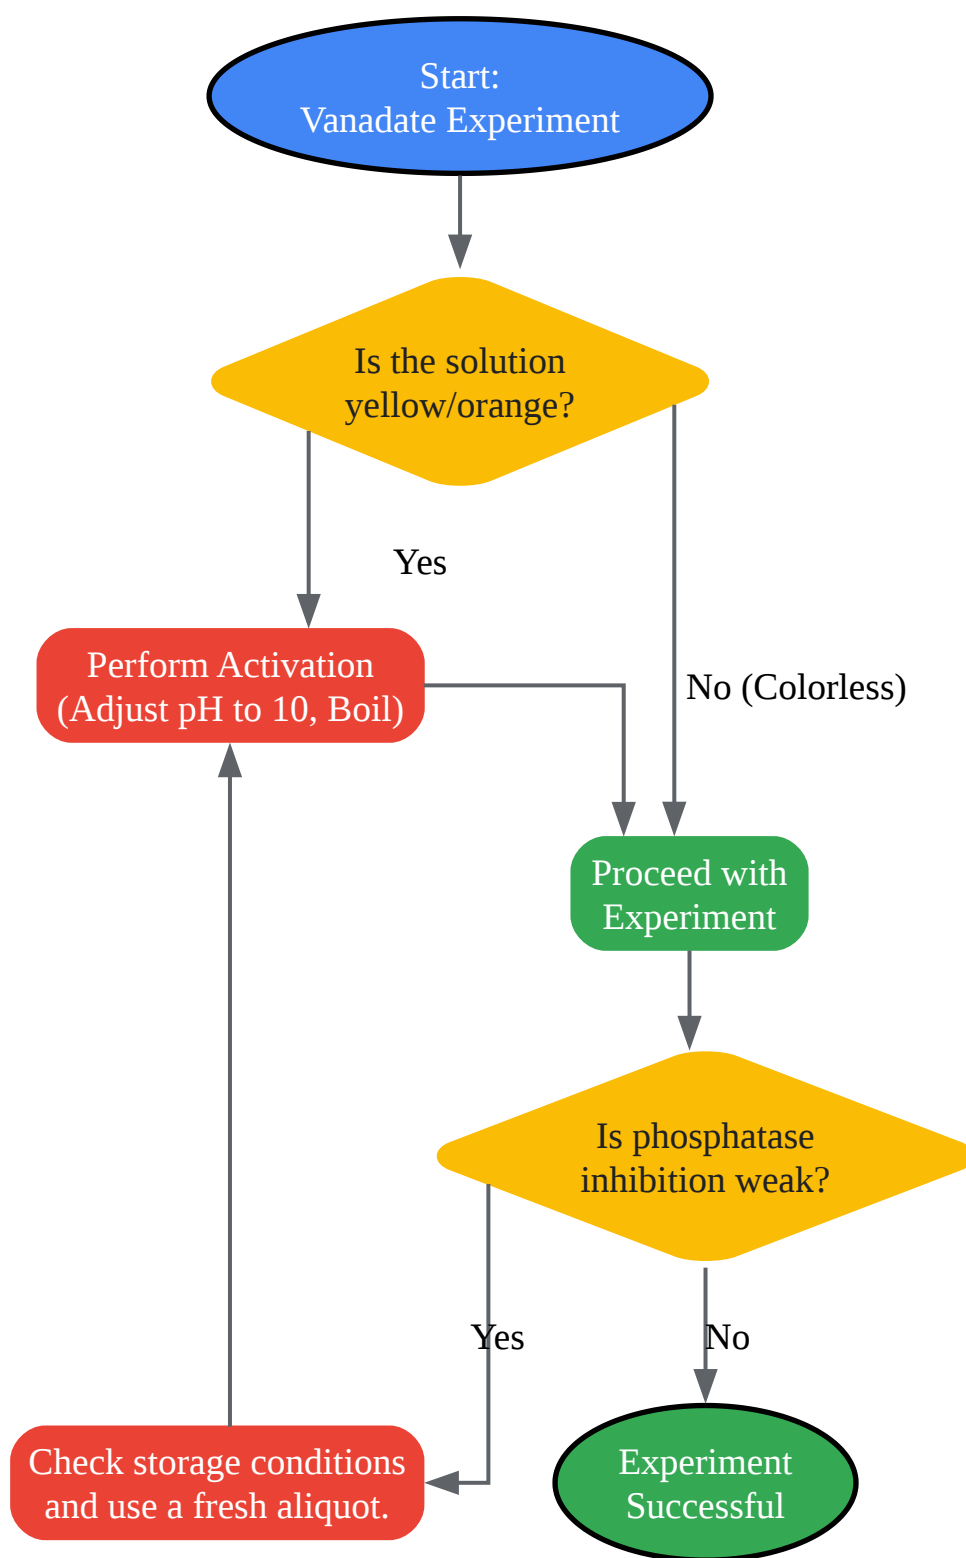 Start:
Vanadate Experiment
Is the solution
yellow/orange?
Yes
Perform Activation
(Adjust pH to 10, Boil)
No (Colorless)
Proceed with
Experiment
Is phosphatase
inhibition weak?
Yes
No
Check storage conditions
and use a fresh aliquot.
Experiment
Successful